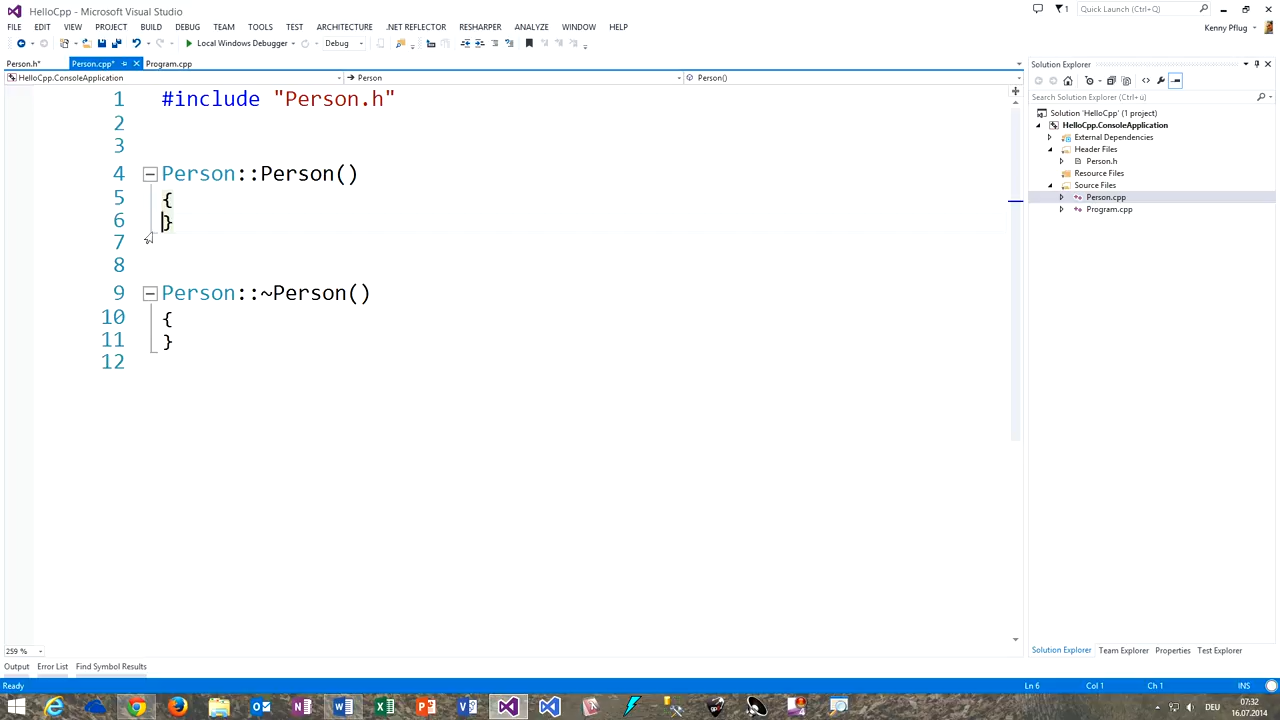 HelloCpp - Microsoft Visual Studio
Quick Launch (Ctrl+Q)
FILE EDIT VIEW PROJECT BUILD DEBUG TEAM TOOLS TEST ARCHITECTURE .NET REFLECTOR RESHARPER ANALYZE WINDOW HELP
Kenny Pflug
Local Windows Debugger Debug
Person.h* Person.cpp* Program.cpp
HelloCpp.ConsoleApplication Person Person()
1 #include "Person.h"
2
3
4 Person::Person()
5 {
6 }
7
8
9 Person::~Person()
10 {
11 }
12
259 %
Solution Explorer
Search Solution Explorer (Ctrl+ü)
Solution 'HelloCpp' (1 project)
HelloCpp.ConsoleApplication
External Dependencies
Header Files
Person.h
Resource Files
Source Files
Person.cpp
Program.cpp
Solution Explorer Team Explorer Properties Test Explorer
Output Error List Find Symbol Results
Ready Ln 6 Col 1 Ch 1 INS
DEU
07:32
16.07.2014